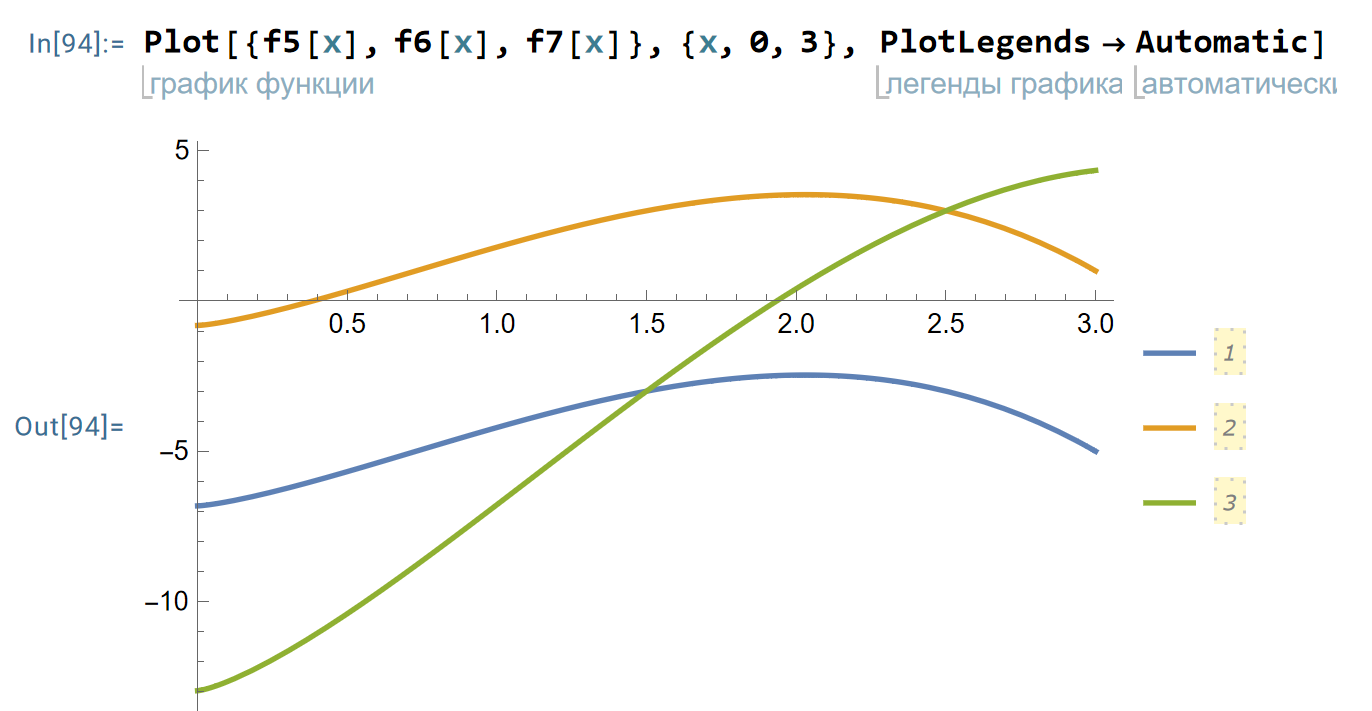 In[94]:= Plot[{f5[x], f6[x], f7[x]}, {x, 0, 3}, PlotLegends → Automatic]
график функции легенды графика автоматически
5
0.5 1.0 1.5 2.0 2.5 3.0
1
Out[94]=
2
−5
3
−10